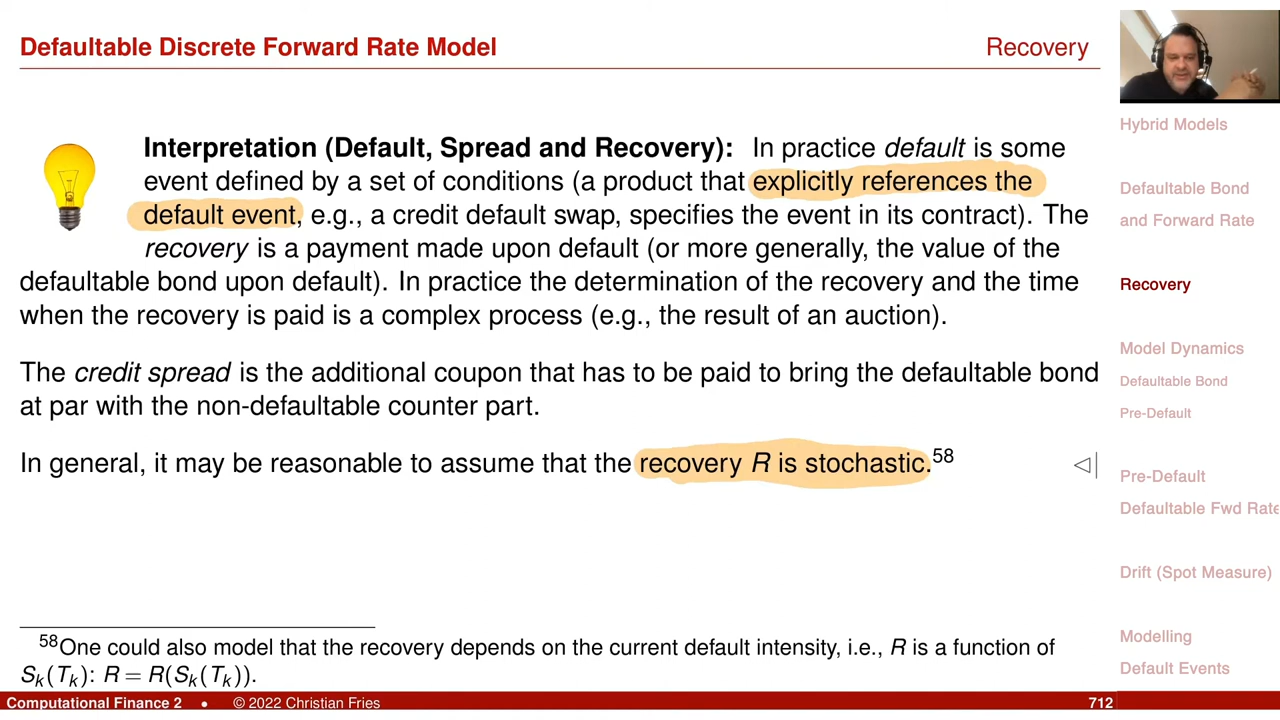 Defaultable Discrete Forward Rate Model
Recovery
Interpretation (Default, Spread and Recovery): In practice default is some
event defined by a set of conditions (a product that explicitly references the
default event, e.g., a credit default swap, specifies the event in its contract). The
recovery is a payment made upon default (or more generally, the value of the
defaultable bond upon default). In practice the determination of the recovery and the time
when the recovery is paid is a complex process (e.g., the result of an auction).
The credit spread is the additional coupon that has to be paid to bring the defaultable bond
at par with the non-defaultable counter part.
In general, it may be reasonable to assume that the recovery R is stochastic.58
58One could also model that the recovery depends on the current default intensity, i.e., R is a function of
Sk(Tk): R = R(Sk(Tk)).
Computational Finance 2 • © 2022 Christian Fries 712
Hybrid Models
Defaultable Bond
and Forward Rate
Recovery
Model Dynamics
Defaultable Bond
Pre-Default
Pre-Default
Defaultable Fwd Rate
Drift (Spot Measure)
Modelling
Default Events